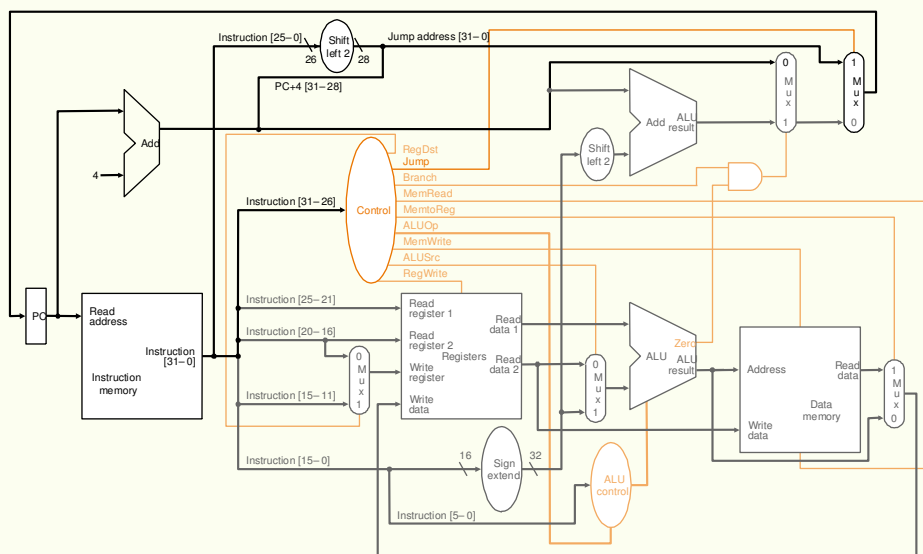 Instruction [25–0]
26
Shift
left 2
28
Jump address [31–0]
PC+4 [31–28]
Add
4
Add
ALU
result
Shift
left 2
0
M
u
x
1
1
M
u
x
0
RegDst
Jump
Branch
MemRead
MemtoReg
ALUOp
MemWrite
ALUSrc
RegWrite
Control
Instruction [31–26]
PC
Read
address
Instruction
[31–0]
Instruction
memory
Instruction [25–21]
Instruction [20–16]
Instruction [15–11]
0
M
u
x
1
Read
register 1
Read
register 2
Write
register
Write
data
Registers
Read
data 1
Read
data 2
0
M
u
x
1
Zero
ALU
ALU
result
Address
Write
data
Read
data
Data
memory
1
M
u
x
0
Instruction [15–0]
16
Sign
extend
32
ALU
control
Instruction [5–0]